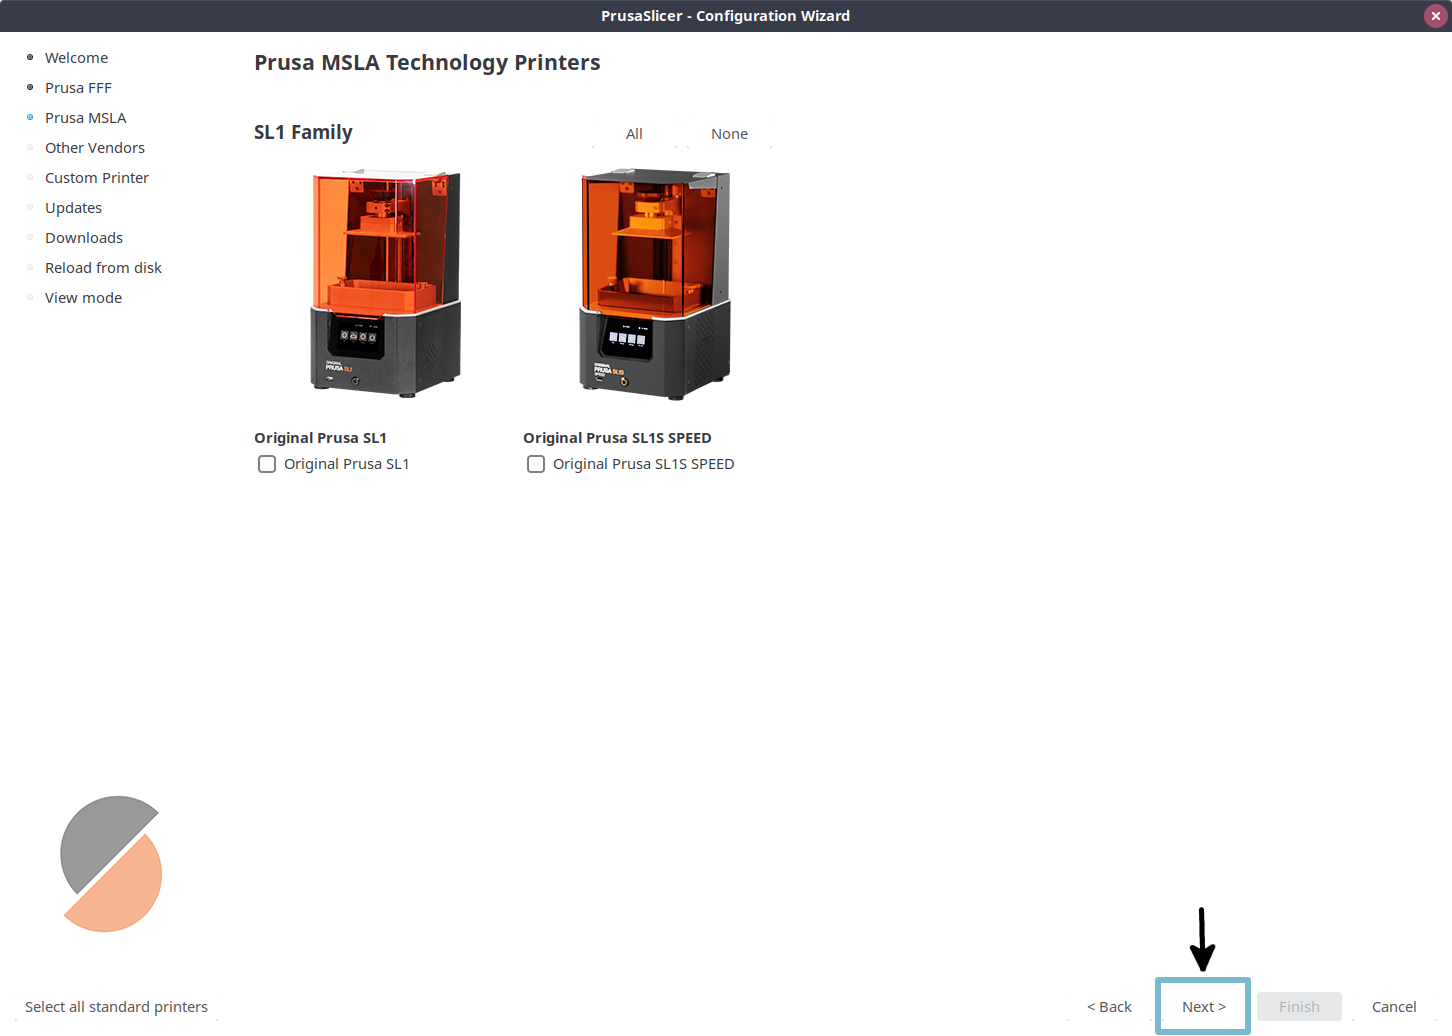 PrusaSlicer - Configuration Wizard
Welcome
Prusa FFF
Prusa MSLA
Other Vendors
Custom Printer
Updates
Downloads
Reload from disk
View mode
Prusa MSLA Technology Printers
SL1 Family
All
None
ORIGINAL
PRUSA SL1
ORIGINAL
PRUSA SL1S
SPEED
Original Prusa SL1
Original Prusa SL1
Original Prusa SL1S SPEED
Original Prusa SL1S SPEED
Select all standard printers
< Back
Next >
Finish
Cancel